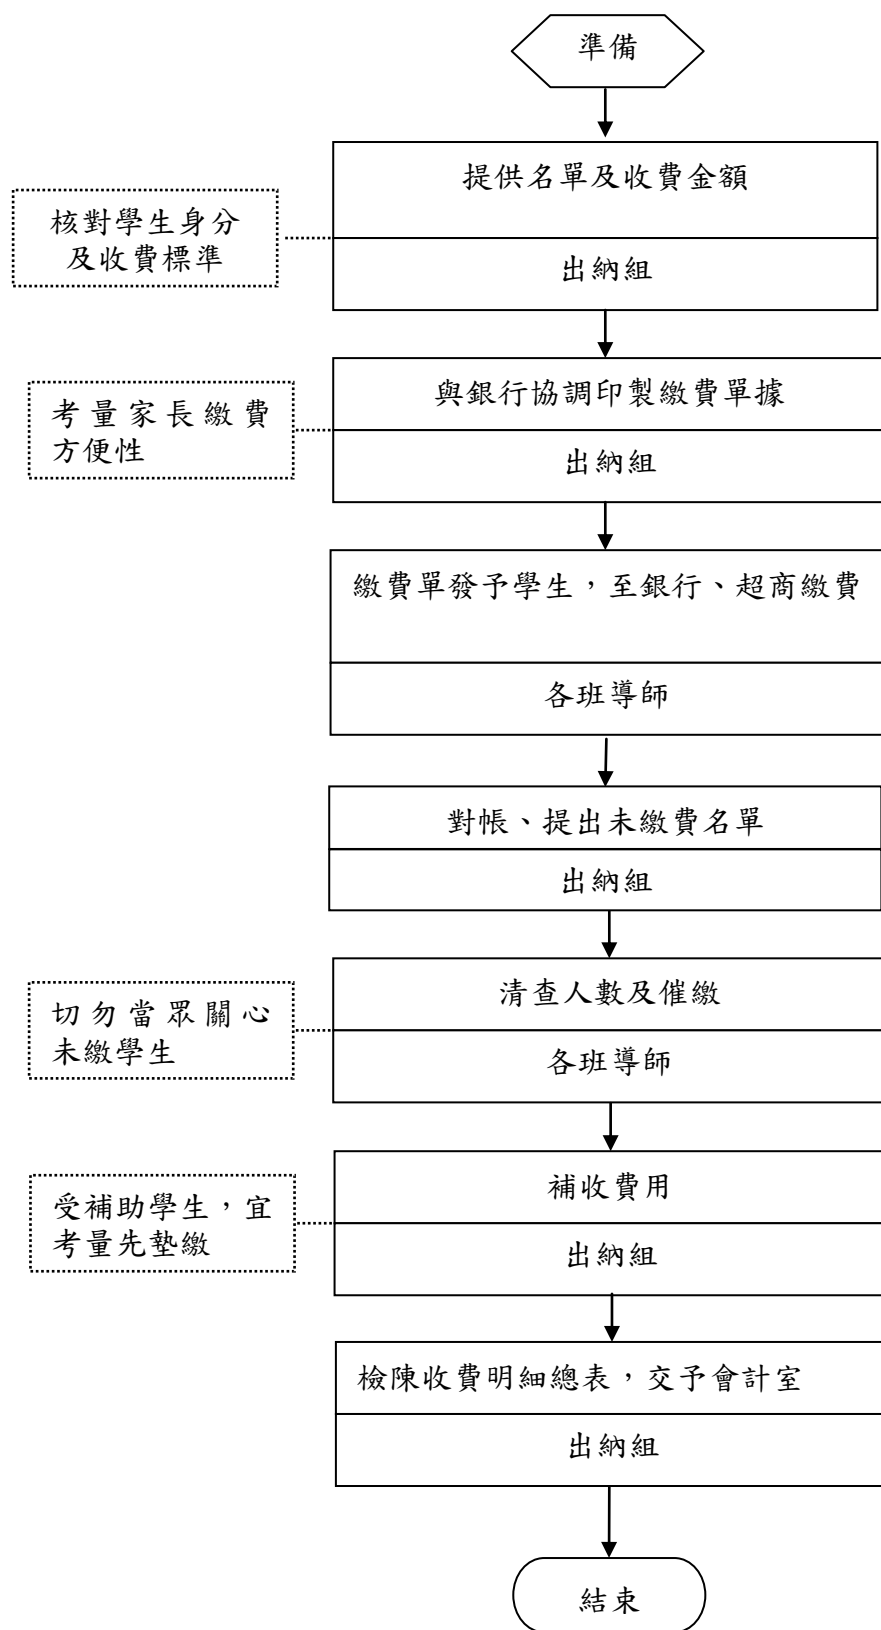 準備
提供名單及收費金額
核對學生身分
及收費標準
出納組
與銀行協調印製繳費單據
考量家長繳費
方便性
出納組
繳費單發予學生，至銀行、超商繳費
各班導師
對帳、提出未繳費名單
出納組
清查人數及催繳
切勿當眾關心
未繳學生
各班導師
補收費用
受補助學生，宜
考量先墊繳
出納組
檢陳收費明細總表，交予會計室
出納組
結束